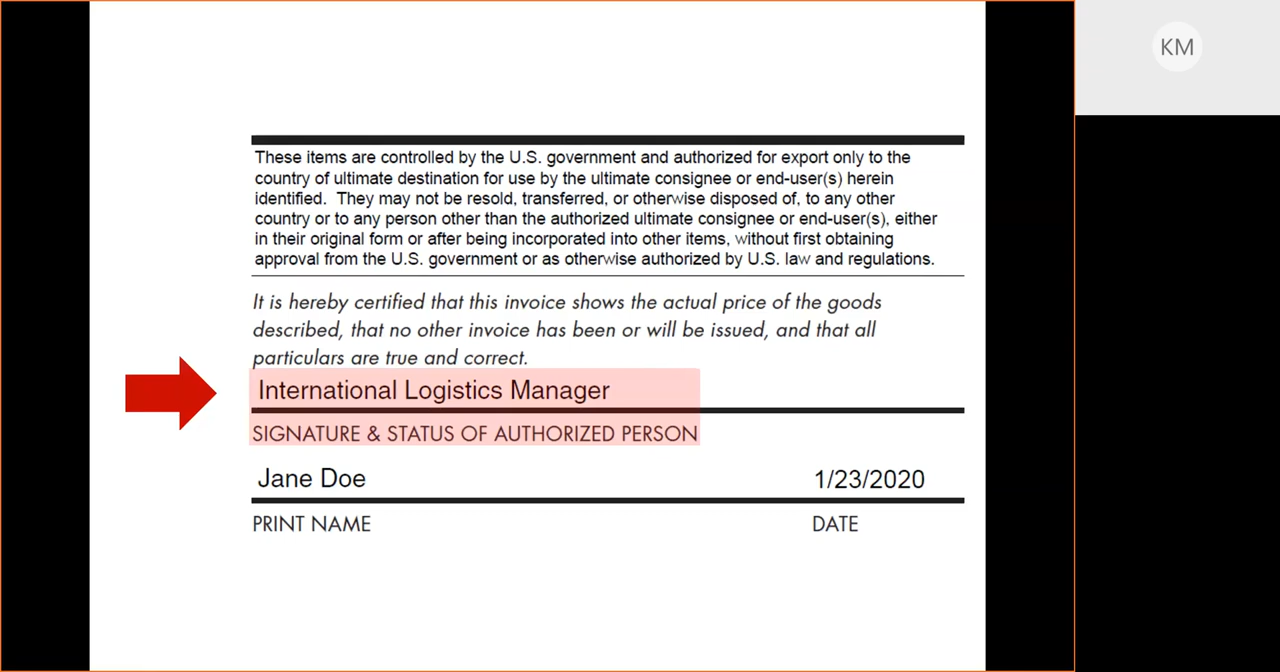 KM
These items are controlled by the U.S. government and authorized for export only to the
country of ultimate destination for use by the ultimate consignee or end-user(s) herein
identified.  They may not be resold, transferred, or otherwise disposed of, to any other
country or to any person other than the authorized ultimate consignee or end-user(s), either
in their original form or after being incorporated into other items, without first obtaining
approval from the U.S. government or as otherwise authorized by U.S. law and regulations.
It is hereby certified that this invoice shows the actual price of the goods
described, that no other invoice has been or will be issued, and that all
particulars are true and correct.
International Logistics Manager
SIGNATURE & STATUS OF AUTHORIZED PERSON
Jane Doe 1/23/2020
PRINT NAME DATE